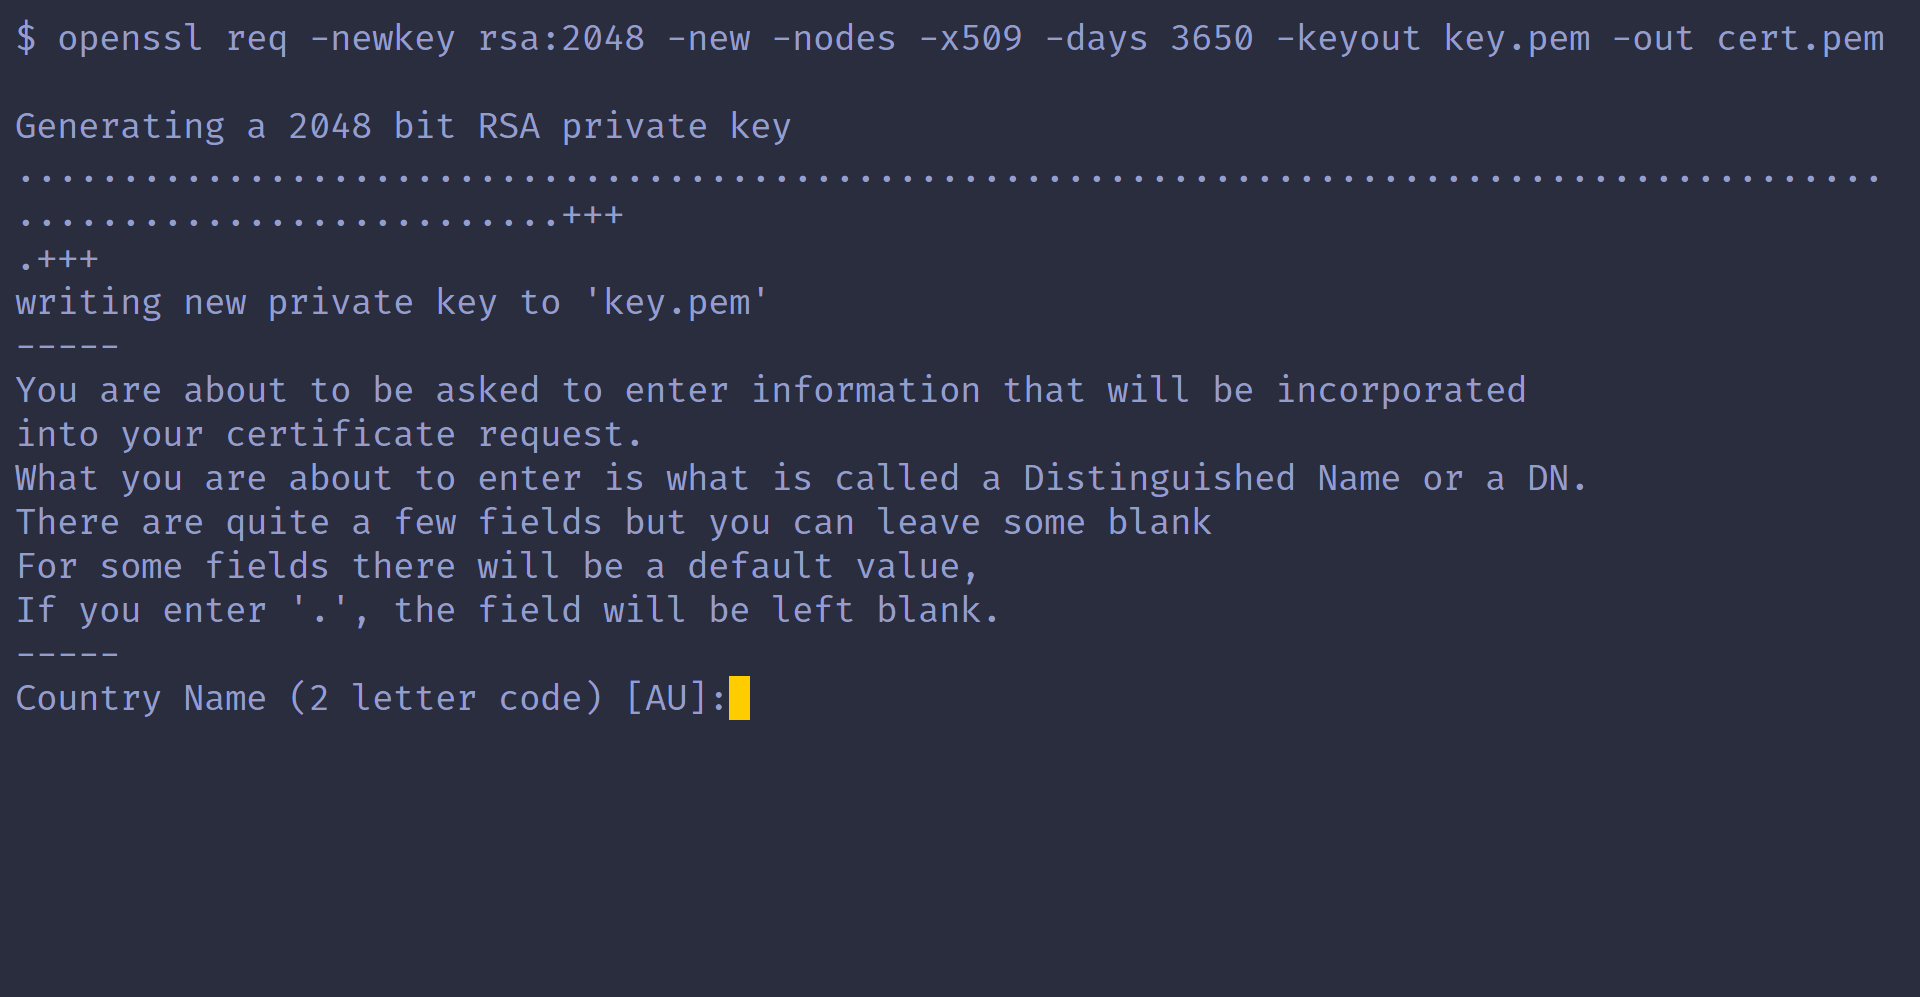 $ openssl req -newkey rsa:2048 -new -nodes -x509 -days 3650 -keyout key.pem -out cert.pem
Generating a 2048 bit RSA private key
.........................................................................................
..........................+++
.+++
writing new private key to 'key.pem'
-----
You are about to be asked to enter information that will be incorporated
into your certificate request.
What you are about to enter is what is called a Distinguished Name or a DN.
There are quite a few fields but you can leave some blank
For some fields there will be a default value,
If you enter '.', the field will be left blank.
-----
Country Name (2 letter code) [AU]: